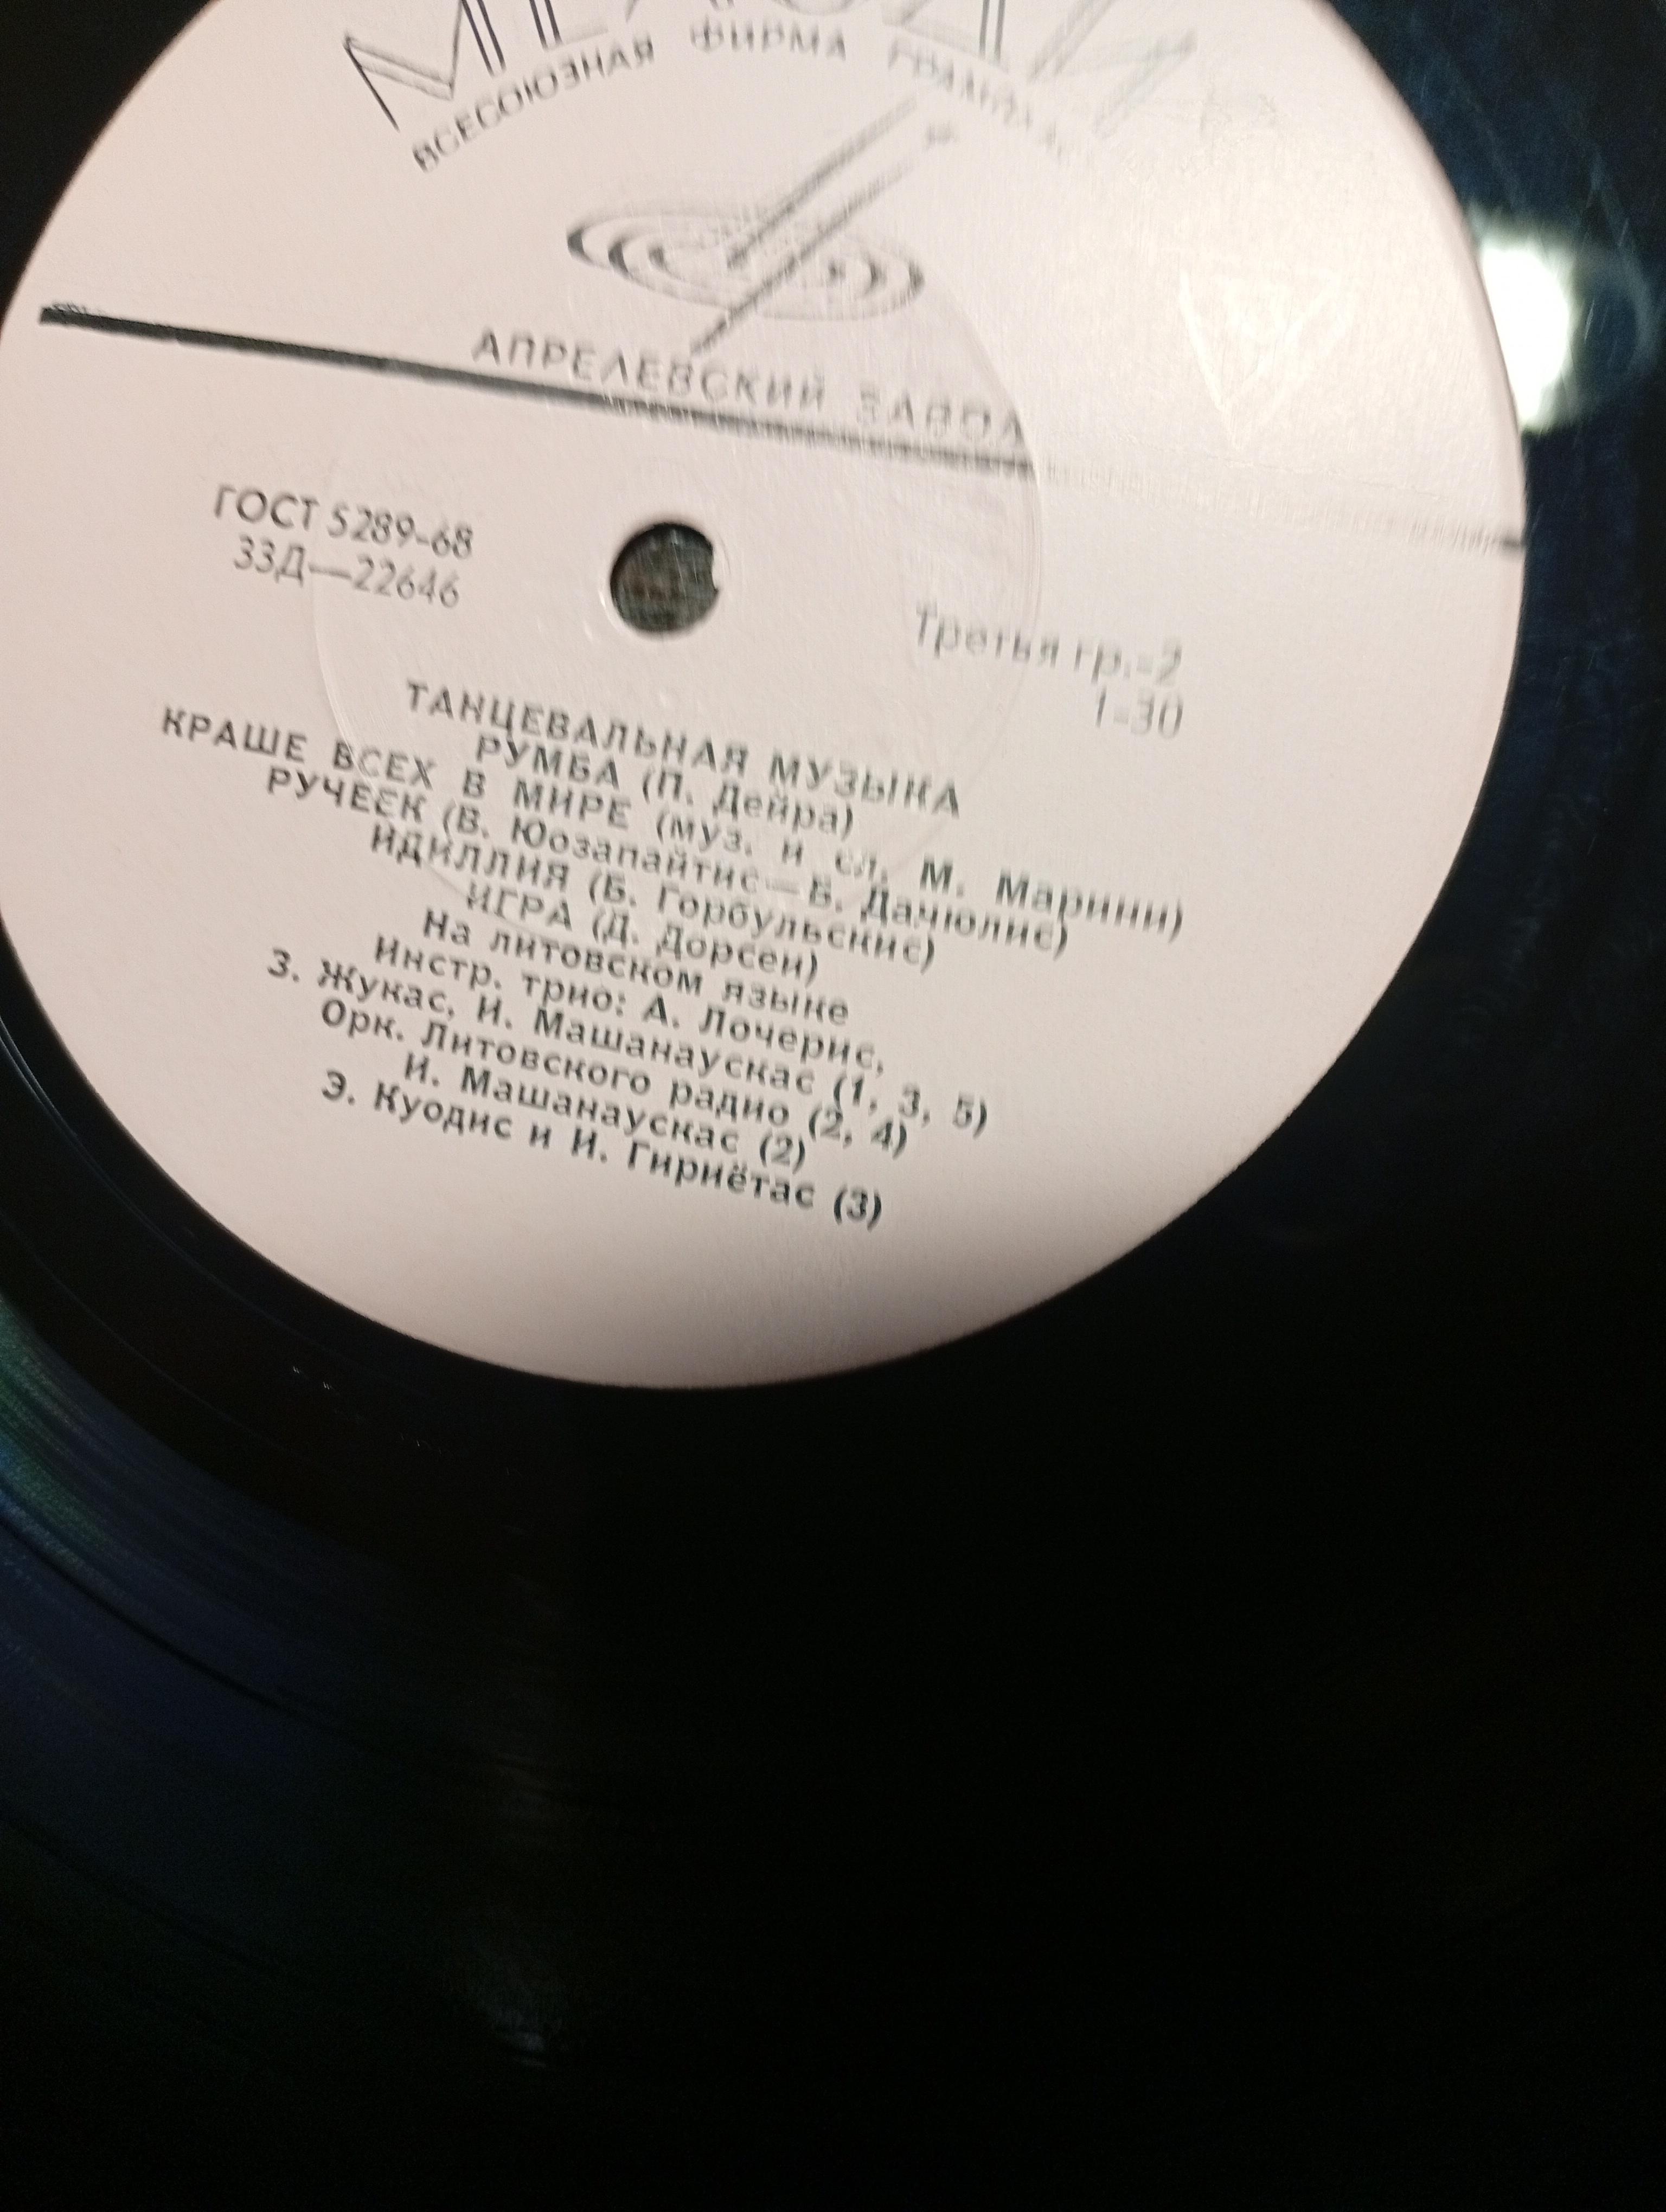 ВСЕСОЮЗНАЯ ФИРМА
АПРЕЛЕВСКИЙ ЗАВОД
ГОСТ 5289-68
33Д—22646
Третья гр.-2
1-30
ТАНЦЕВАЛЬНАЯ МУЗЫКА
РУМБА (П. Дейра)
КРАШЕ ВСЕХ В МИРЕ (муз. и сл. М. Марини)
РУЧЕЕК (В. Юозапайтис—Б. Дачюлис)
ИДИЛЛИЯ (Б. Горбульскис)
ИГРА (Д. Дорсеи)
На литовском языке
Инстр. трио: А. Лочерис,
З. Жукас, И. Машанаускас (1, 3, 5)
Орк. Литовского радио (2, 4)
И. Машанаускас (2)
Э. Куодис и И. Гириётас (3)